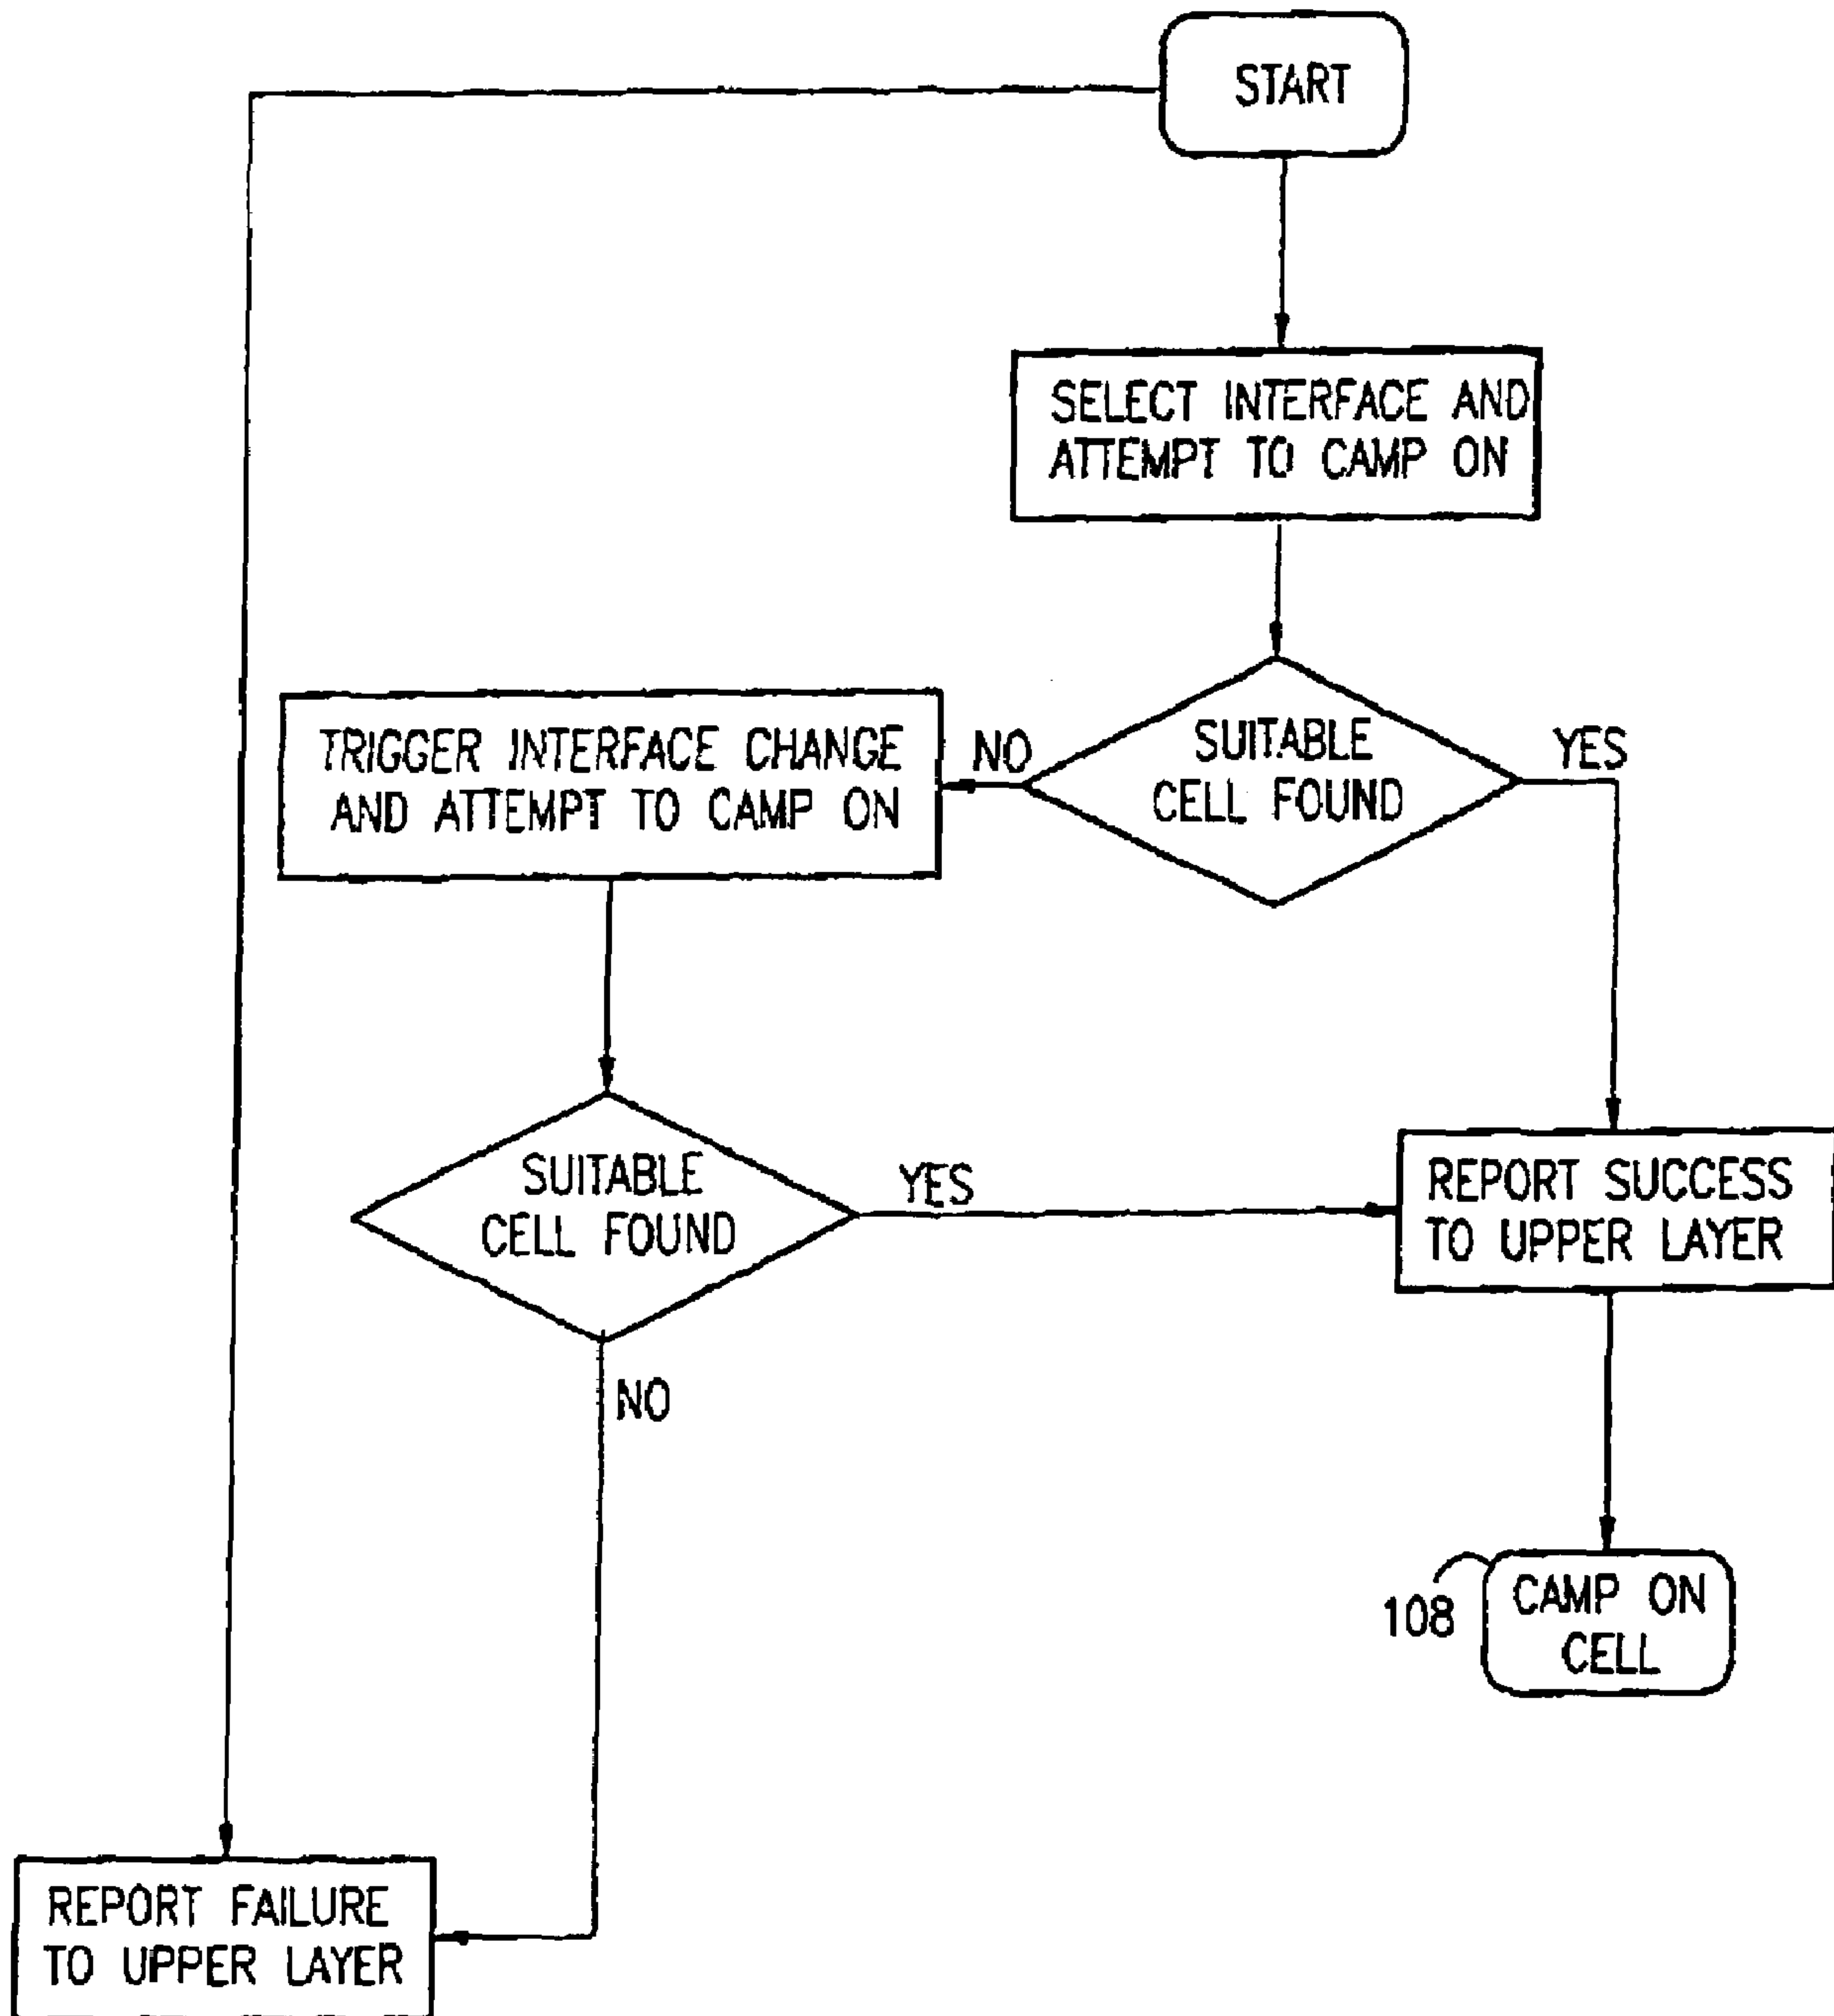 START
SELECT INTERFACE AND
ATTEMPT TO CAMP ON
SUITABLE
CELL FOUND
NO
YES
TRIGGER INTERFACE CHANGE
AND ATTEMPT TO CAMP ON
SUITABLE
CELL FOUND
YES
NO
REPORT SUCCESS
TO UPPER LAYER
108
CAMP ON
CELL
REPORT FAILURE
TO UPPER LAYER